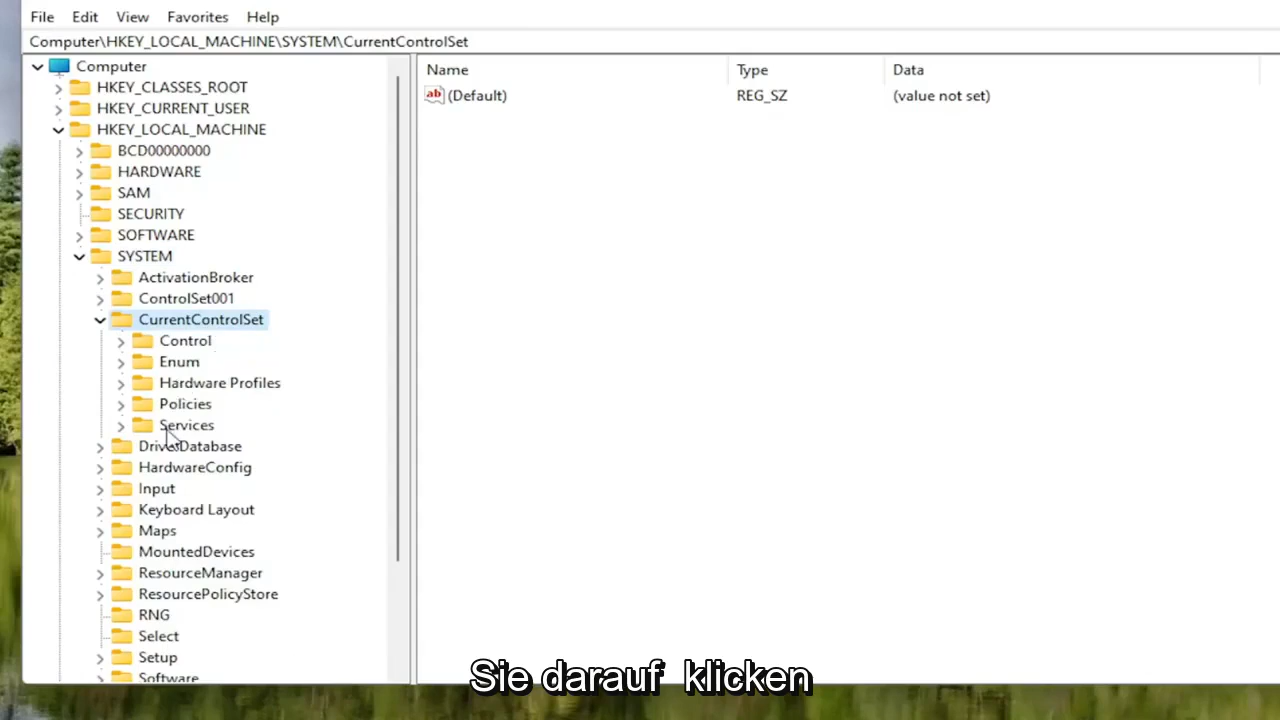 File Edit View Favorites Help
Computer\HKEY_LOCAL_MACHINE\SYSTEM\CurrentControlSet
Computer
HKEY_CLASSES_ROOT
HKEY_CURRENT_USER
HKEY_LOCAL_MACHINE
BCD00000000
HARDWARE
SAM
SECURITY
SOFTWARE
SYSTEM
ActivationBroker
ControlSet001
CurrentControlSet
Control
Enum
Hardware Profiles
Policies
Services
DriverDatabase
HardwareConfig
Input
Keyboard Layout
Maps
MountedDevices
ResourceManager
ResourcePolicyStore
RNG
Select
Setup
Software
Name Type Data
ab (Default) REG_SZ (value not set)
Sie darauf klicken